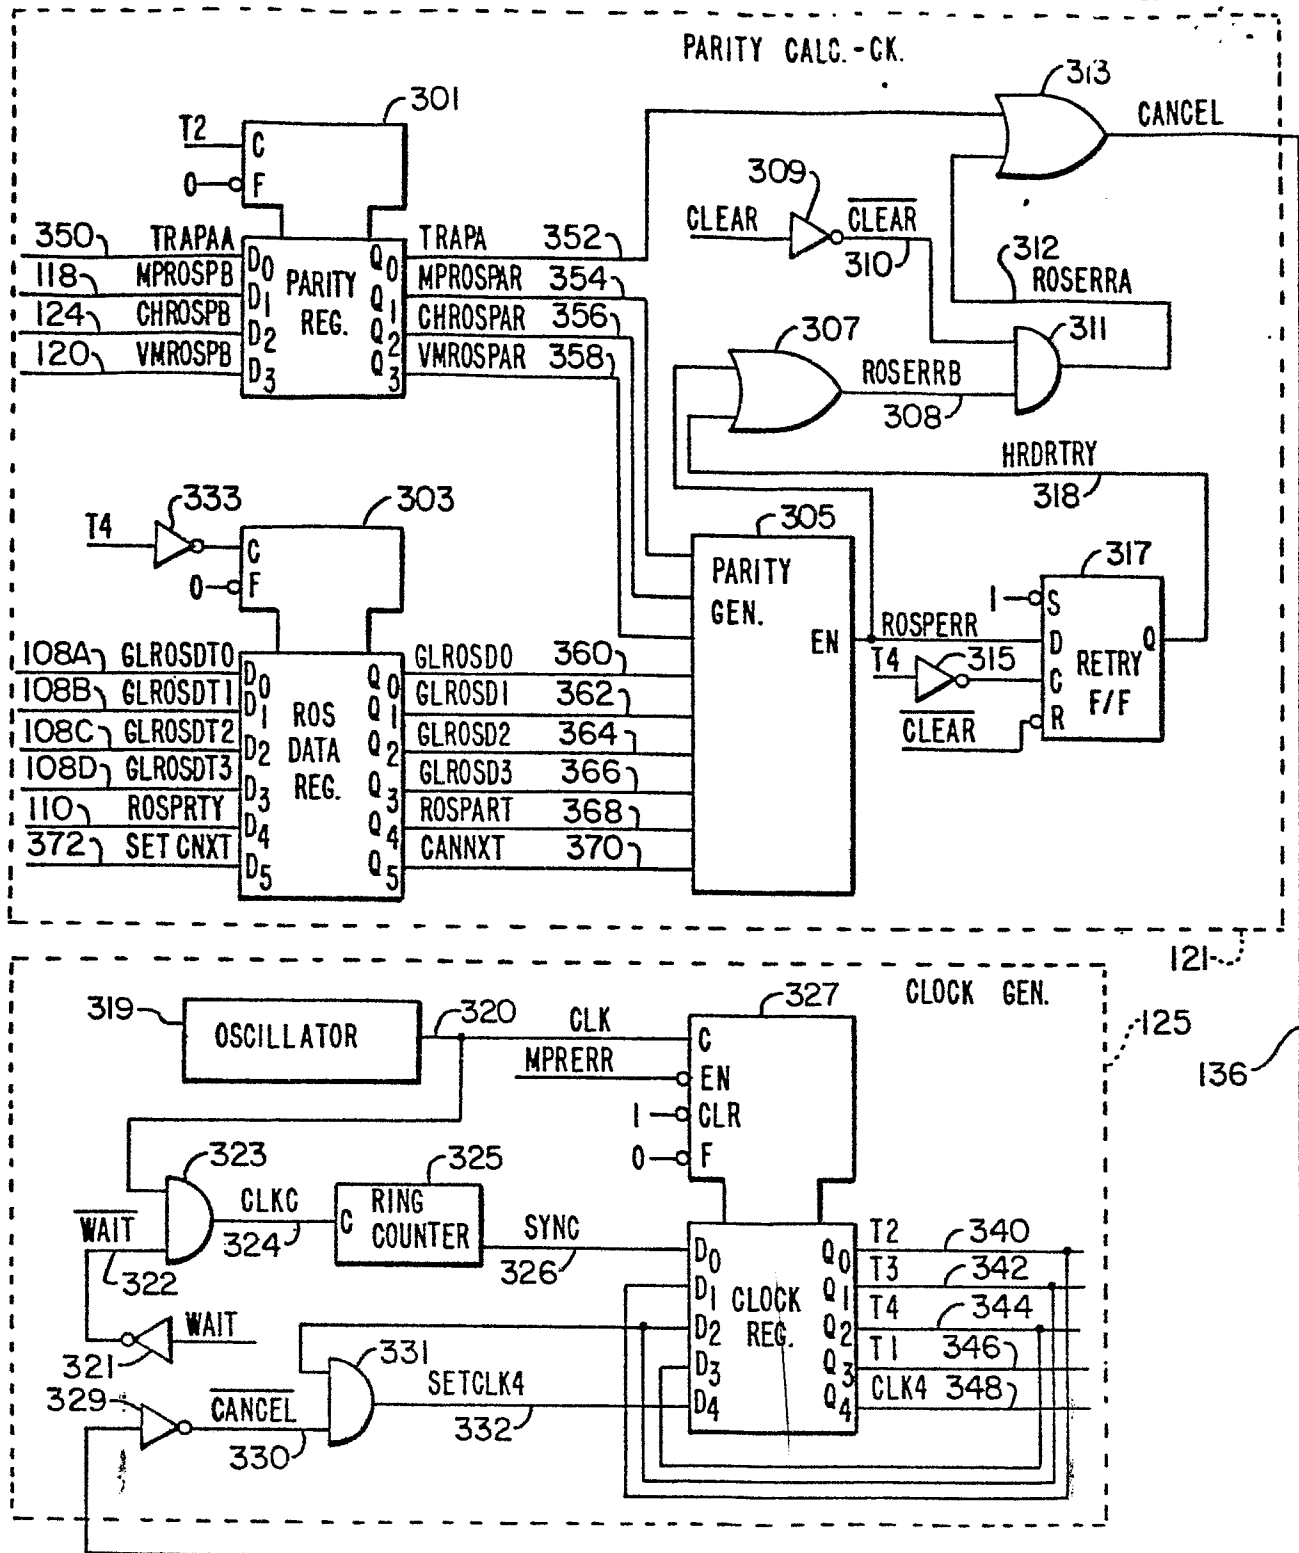 PARITY CALC.-CK.
313
301
CANCEL
T2
C
0
F
309
CLEAR
CLEAR
310
312
ROSERRA
350 TRAPAA D0
PARITY REG.
Q0 TRAPA 352
118 MPROSPB D1
Q1 MPROSPAR 354
124 CHROSPB D2
Q2 CHROSPAR 356
120 VMROSPB D3
Q3 VMROSPAR 358
307
311
ROSERRB
308
HRDRTRY
318
333
303
T4
C
0
F
305
PARITY GEN.
EN
317
1
S
ROSPERR
D
Q
T4
315
C
RETRY F/F
CLEAR
R
108A GLROSDT0 D0
ROS DATA REG.
Q0 GLROSD0 360
108B GLROSDT1 D1
Q1 GLROSD1 362
108C GLROSDT2 D2
Q2 GLROSD2 364
108D GLROSDT3 D3
Q3 GLROSD3 366
110 ROSPRTY D4
Q4 ROSPART 368
372 SET CNXT D5
Q5 CANNXT 370
121
CLOCK GEN.
125
136
319
OSCILLATOR
320
CLK
327
C
MPRERR
EN
1
CLR
0
F
323
CLKC
324
325
C
RING COUNTER
SYNC
326
WAIT
322
WAIT
321
D0
D1
D2
D3
D4
CLOCK REG.
Q0
Q1
Q2
Q3
Q4
T2 340
T3 342
T4 344
T1 346
CLK4 348
331
SETCLK4
332
329
CANCEL
330